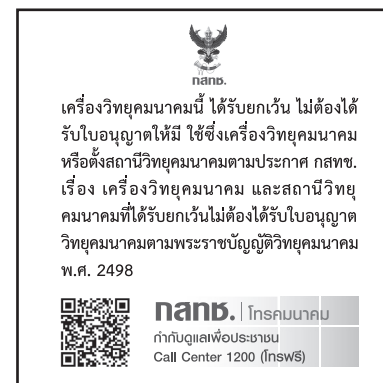 กสทช.
เครื่องวิทยุคมนาคมนี้ ได้รับยกเว้น ไม่ต้องได้
รับใบอนุญาตให้มี ใช้ซึ่งเครื่องวิทยุคมนาคม
หรือตั้งสถานีวิทยุคมนาคมตามประกาศ กสทช.
เรื่อง เครื่องวิทยุคมนาคม และสถานีวิทยุ
คมนาคมที่ได้รับยกเว้นไม่ต้องได้รับใบอนุญาต
วิทยุคมนาคมตามพระราชบัญญัติวิทยุคมนาคม
พ.ศ. 2498
กสทช. | โทรคมนาคม
กำกับดูแลเพื่อประชาชน
Call Center 1200 (โทรฟรี)